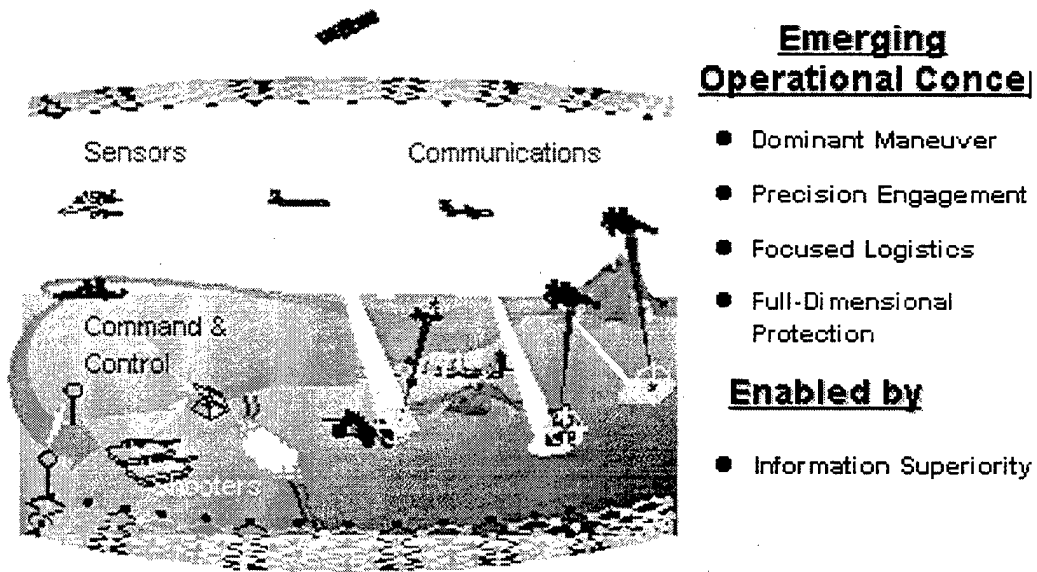 Sensors
Communications
Command &
Control
Shooters
Emerging
Operational Conce
● Dominant Maneuver
● Precision Engagement
● Focused Logistics
● Full-Dimensional
Protection
Enabled by
● Information Superiority